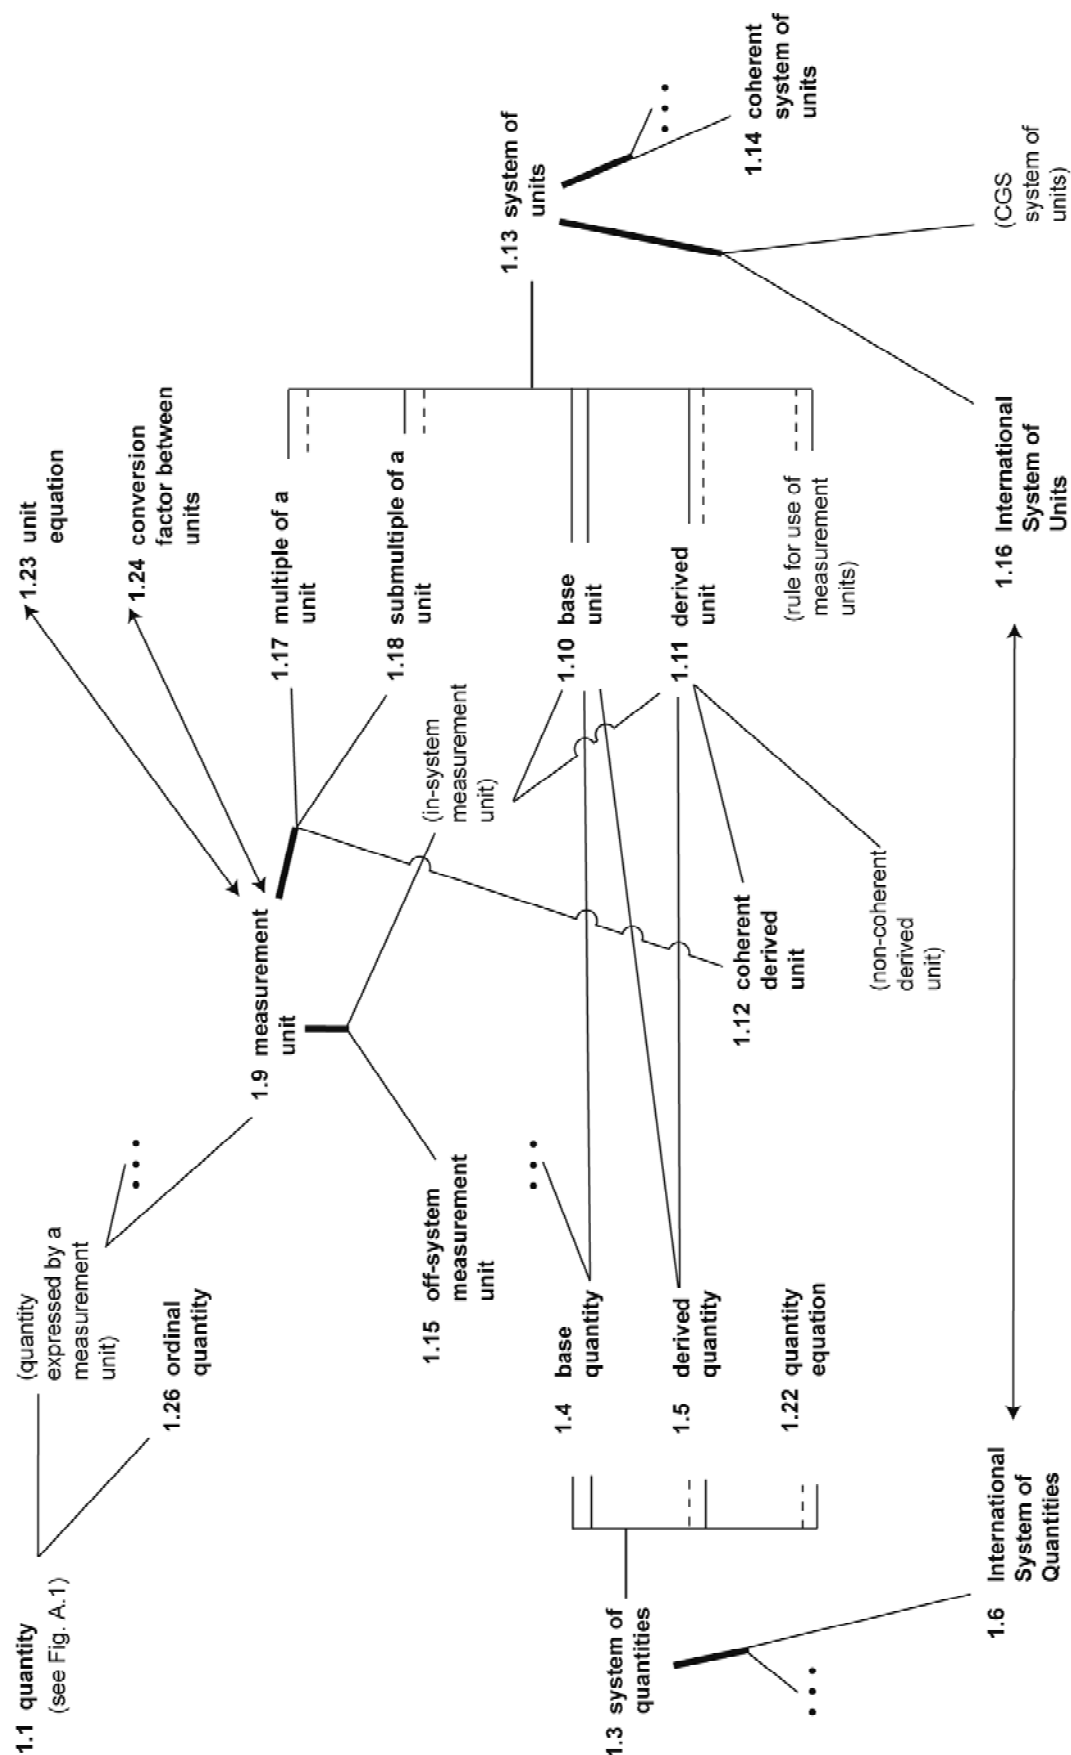 1.1 quantity
(see Fig. A.1)
(quantity
expressed by a
measurement
unit)
1.26 ordinal
quantity
• • •
1.9 measurement
unit
1.23 unit
equation
1.24 conversion
factor between
units
1.17 multiple of a
unit
1.18 submultiple of a
unit
(in-system
measurement
unit)
1.15 off-system
measurement
unit
• • •
1.3 system of
quantities
1.4 base
quantity
1.5 derived
quantity
1.22 quantity
equation
1.10 base
unit
1.11 derived
unit
(rule for use of
measurement
units)
1.12 coherent
derived
unit
(non-coherent
derived
unit)
1.13 system of
units
• • •
1.14 coherent
system of
units
(CGS
system of
units)
• • •
1.6 International
System of
Quantities
1.16 International
System of
Units